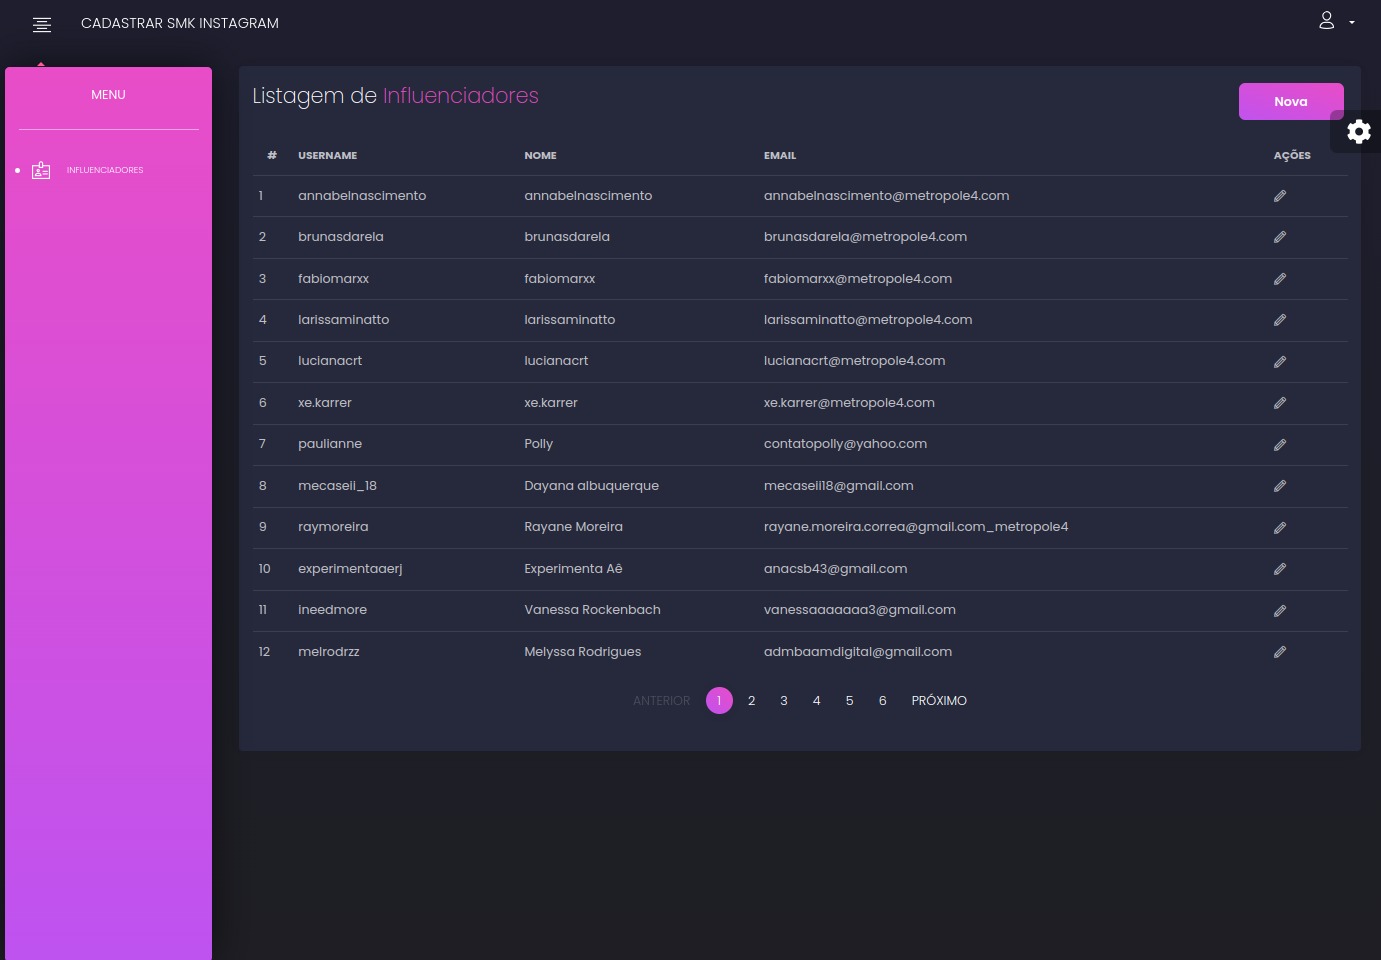 CADASTRAR SMK INSTAGRAM
MENU
INFLUENCIADORES
Listagem de Influenciadores
Nova
# USERNAME NOME EMAIL AÇÕES
1 annabelnascimento annabelnascimento annabelnascimento@metropole4.com
2 brunasdarela brunasdarela brunasdarela@metropole4.com
3 fabiomarxx fabiomarxx fabiomarxx@metropole4.com
4 larissaminatto larissaminatto larissaminatto@metropole4.com
5 lucianacrt lucianacrt lucianacrt@metropole4.com
6 xe.karrer xe.karrer xe.karrer@metropole4.com
7 paulianne Polly contatopolly@yahoo.com
8 mecaseii_18 Dayana albuquerque mecaseii18@gmail.com
9 raymoreira Rayane Moreira rayane.moreira.correa@gmail.com_metropole4
10 experimentaaerj Experimenta Aê anacsb43@gmail.com
11 ineedmore Vanessa Rockenbach vanessaaaaaaa3@gmail.com
12 melrodrzz Melyssa Rodrigues admbaamdigital@gmail.com
ANTERIOR 1 2 3 4 5 6 PRÓXIMO